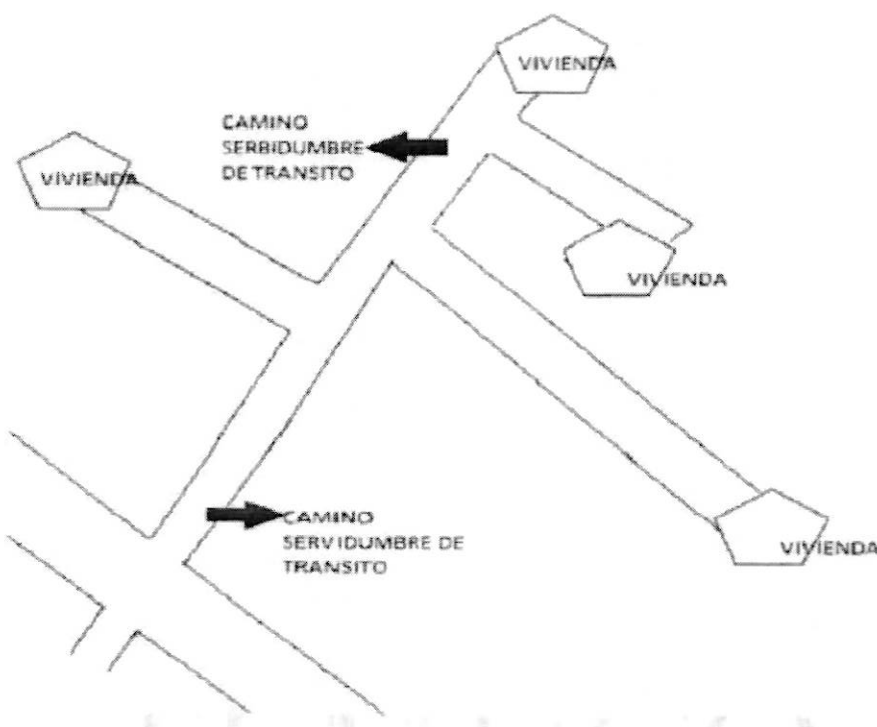 VIVIENDA
CAMINO
SERBIDUMBRE
DE TRANSITO
VIVIENDA
VIVIENDA
CAMINO
SERVIDUMBRE DE
TRANSITO
VIVIENDA